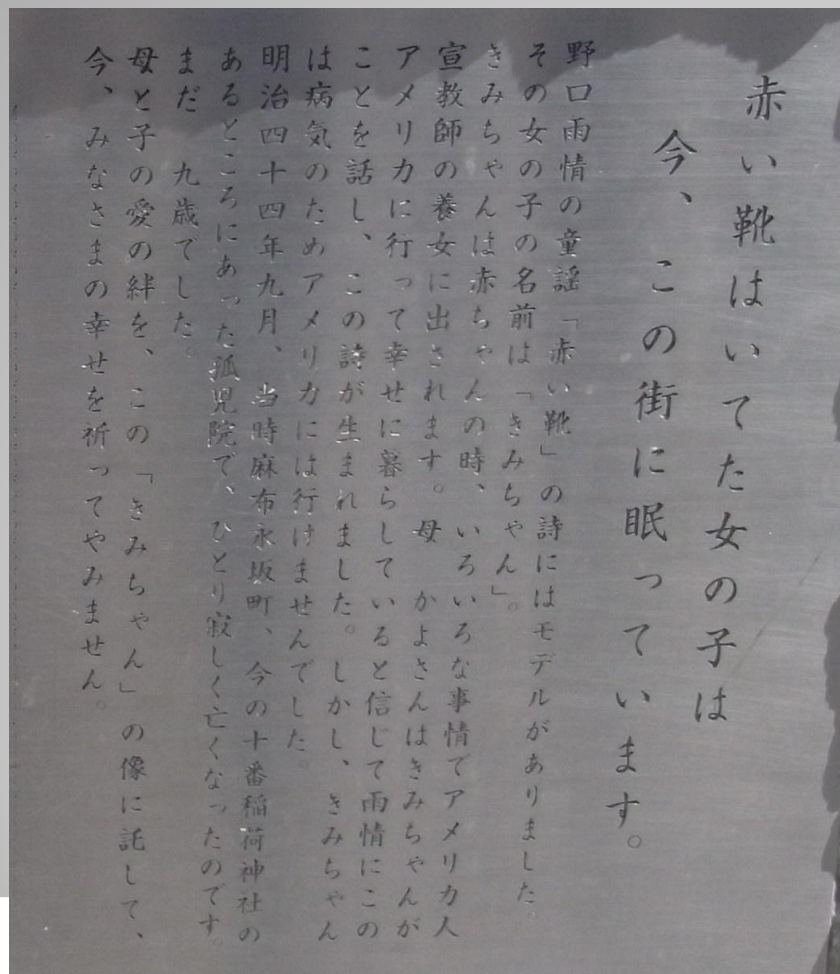 赤い靴はいてた女の子は
今、この街に眠っています。
野口雨情の童謡「赤い靴」の詩にはモデルがありました。
その女の子の名前は「きみちゃん」。
きみちゃんは赤ちゃんの時、いろいろな事情でアメリカ人
宣教師の養女に出されます。母 かよさんはきみちゃんが
アメリカに行って幸せに暮らしていると信じて雨情にこの
ことを話し、この詩が生まれました。しかし、きみちゃん
は病気のためアメリカには行けませんでした。
明治四十四年九月、当時麻布永坂町、今の十番稲荷神社の
あるところにあった孤児院で、ひとり寂しく亡くなったのです。
まだ 九歳でした。
母と子の愛の絆を、この「きみちゃん」の像に託して、
今、みなさまの幸せを祈ってやみません。